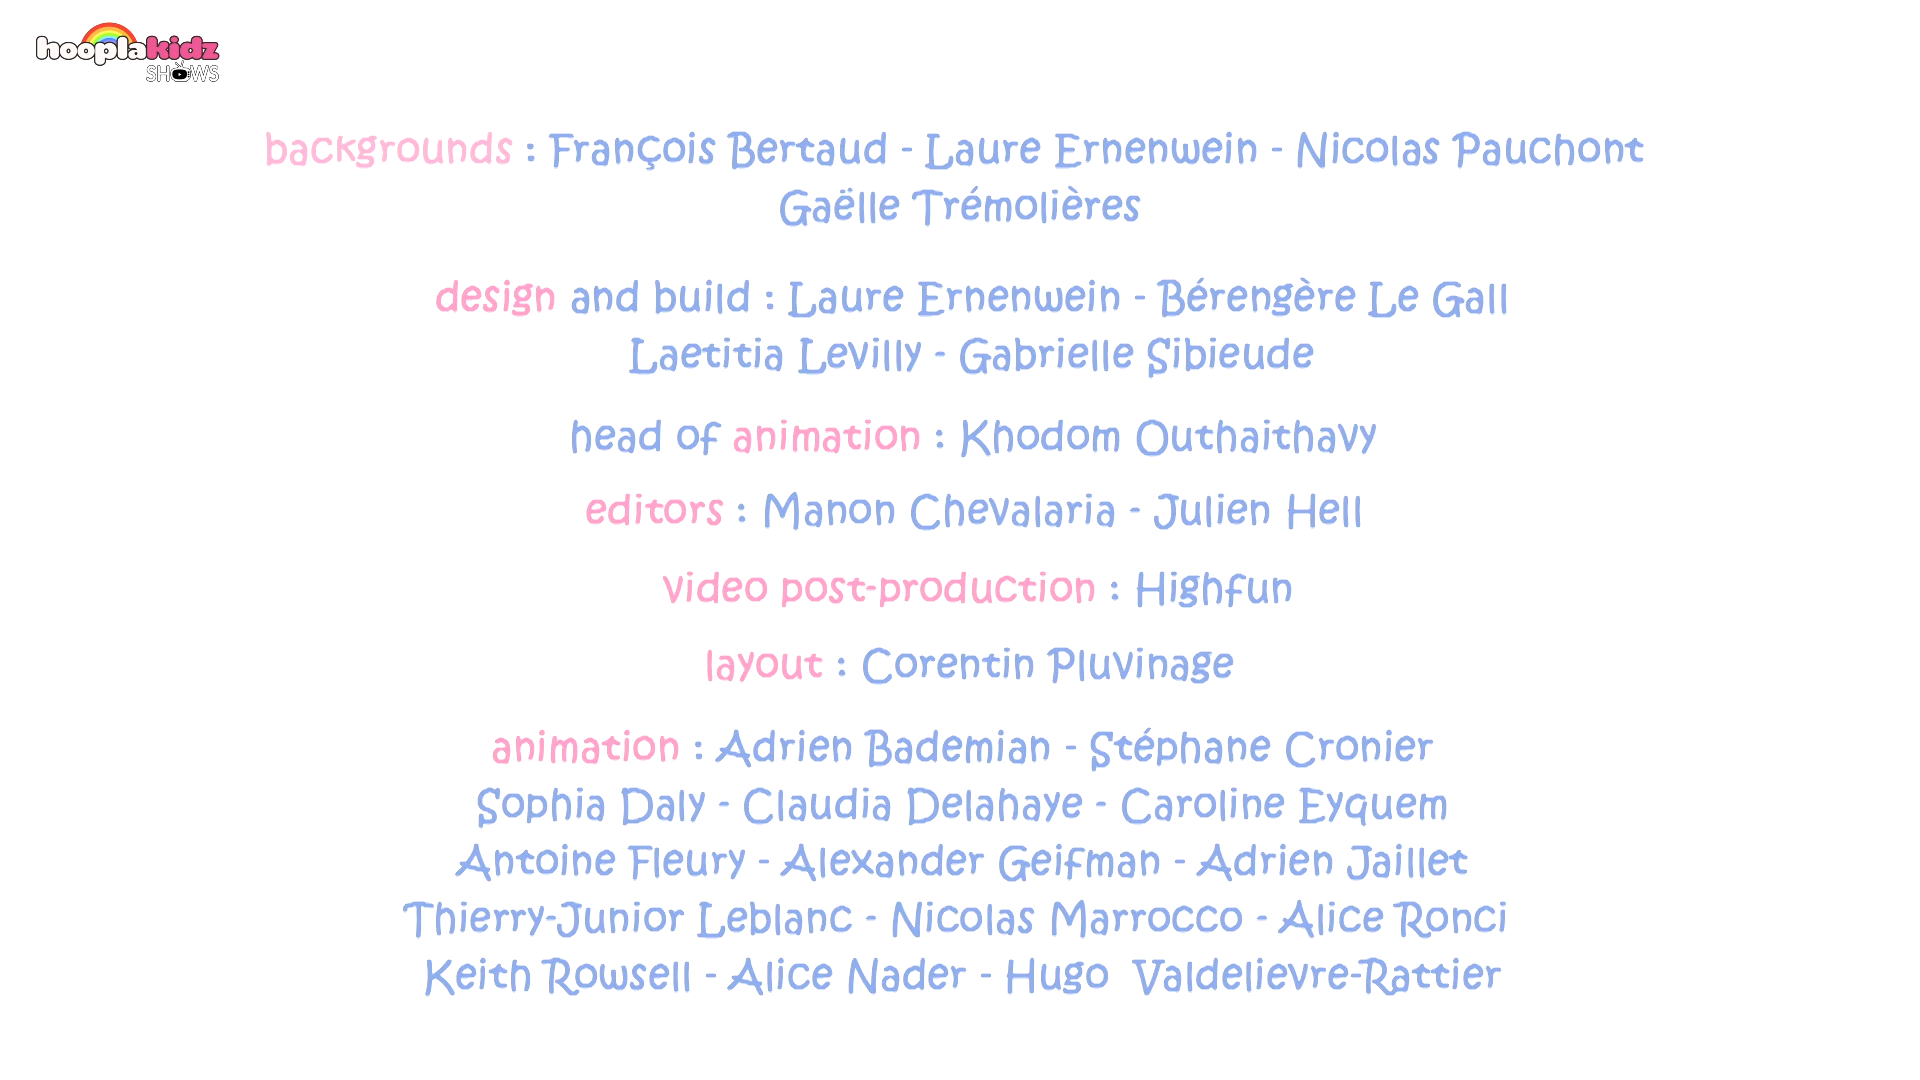 hooplakidz
SHOWS
backgrounds : François Bertaud - Laure Ernenwein - Nicolas Pauchont
Gaëlle Trémolières
design and build : Laure Ernenwein - Bérengère Le Gall
Laetitia Levilly - Gabrielle Sibieude
head of animation : Khodom Outhaithavy
editors : Manon Chevalaria - Julien Hell
video post-production : Highfun
layout : Corentin Pluvinage
animation : Adrien Bademian - Stéphane Cronier
Sophia Daly - Claudia Delahaye - Caroline Eyquem
Antoine Fleury - Alexander Geifman - Adrien Jaillet
Thierry-Junior Leblanc - Nicolas Marrocco - Alice Ronci
Keith Rowsell - Alice Nader - Hugo Valdelievre-Rattier